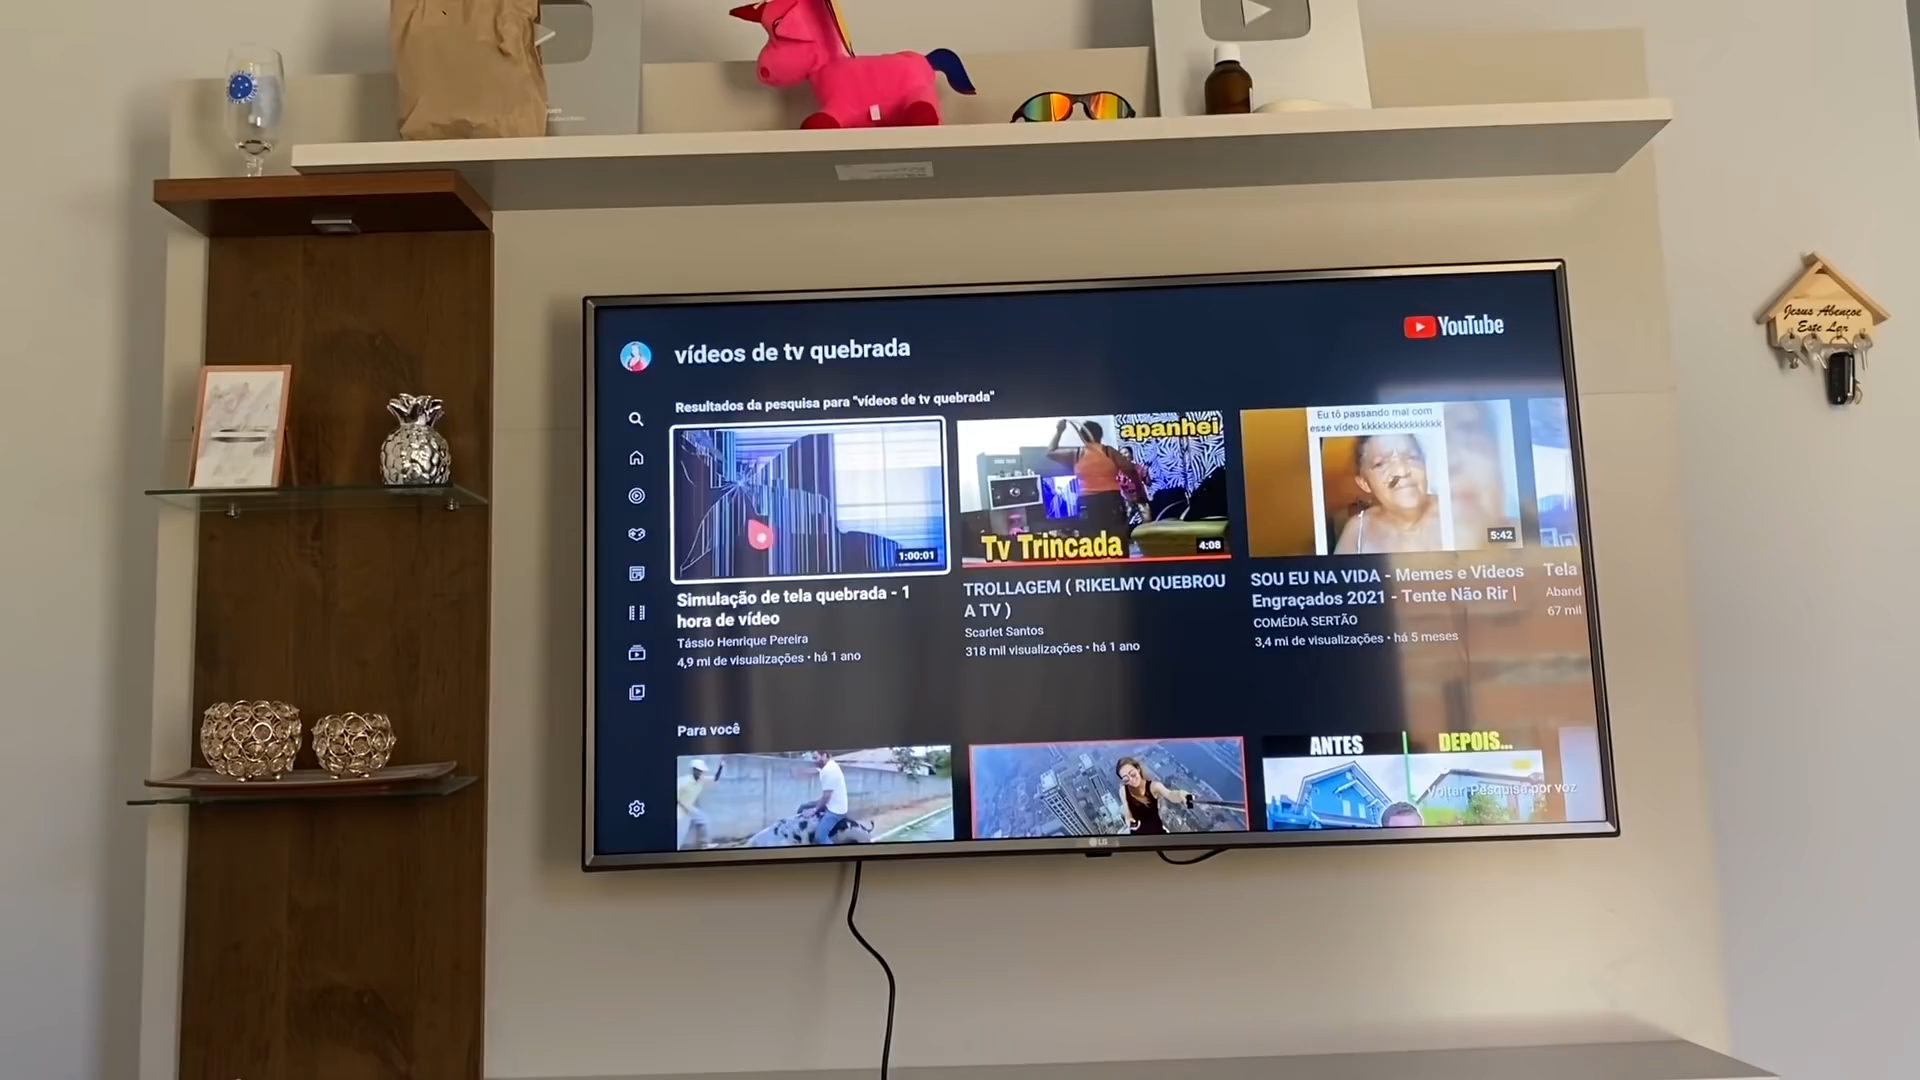 YouTube
vídeos de tv quebrada
Resultados da pesquisa para "vídeos de tv quebrada"
apanhei
Tv Trincada
Eu tô passando mal com
esse vídeo kkkkkkkkkkkkkkk
1:00:01
4:08
5:42
Simulação de tela quebrada - 1
hora de vídeo
Tássio Henrique Pereira
4,9 mi de visualizações • há 1 ano
TROLLAGEM ( RIKELMY QUEBROU
A TV )
Scarlet Santos
318 mil visualizações • há 1 ano
SOU EU NA VIDA - Memes e Videos
Engraçados 2021 - Tente Não Rir |
COMÉDIA SERTÃO
3,4 mi de visualizações • há 5 meses
Tela
Aband
67 mil
Para você
ANTES
DEPOIS...
Voltar Pesquise por voz
LG
Jesus Abençoe
Este Lar